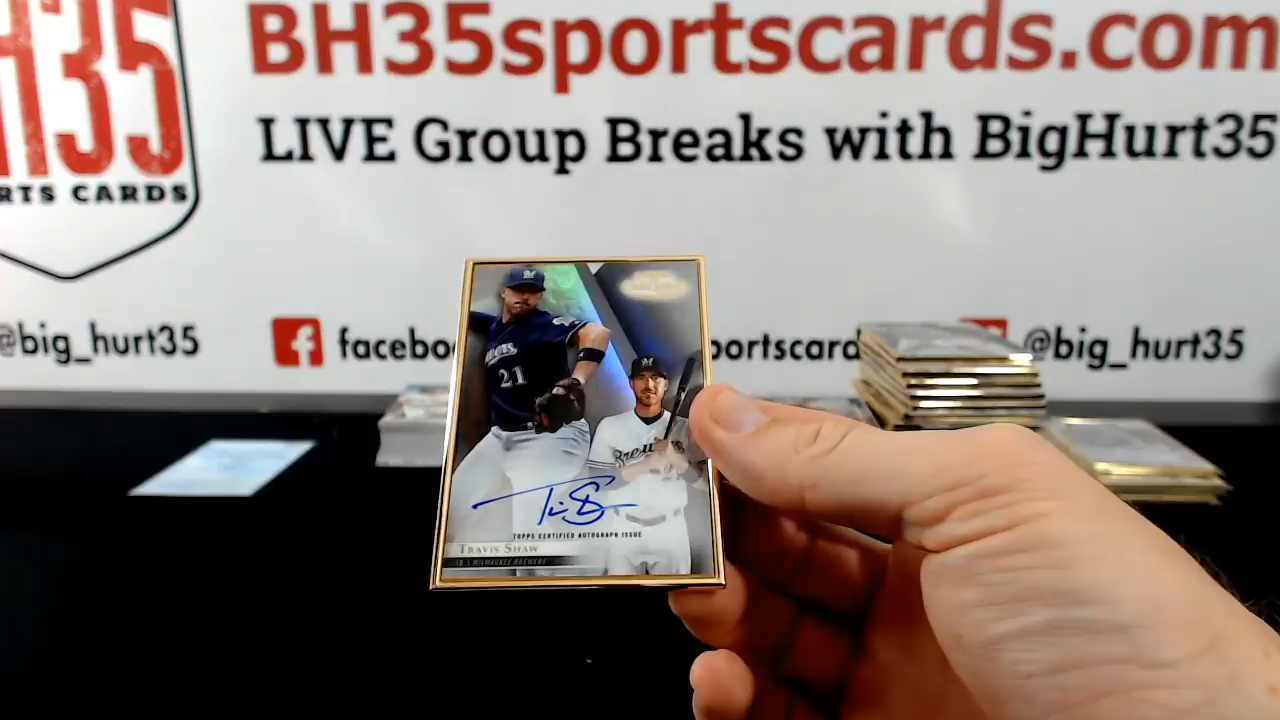 BH35sportscards.com
LIVE Group Breaks with BigHurt35
H35
RTS CARDS
@big_hurt35
f facebo
portscard
@big_hurt35
M
21
M
Brew
TOPPS CERTIFIED AUTOGRAPH ISSUE
TRAVIS SHAW
MILWAUKEE BREWERS